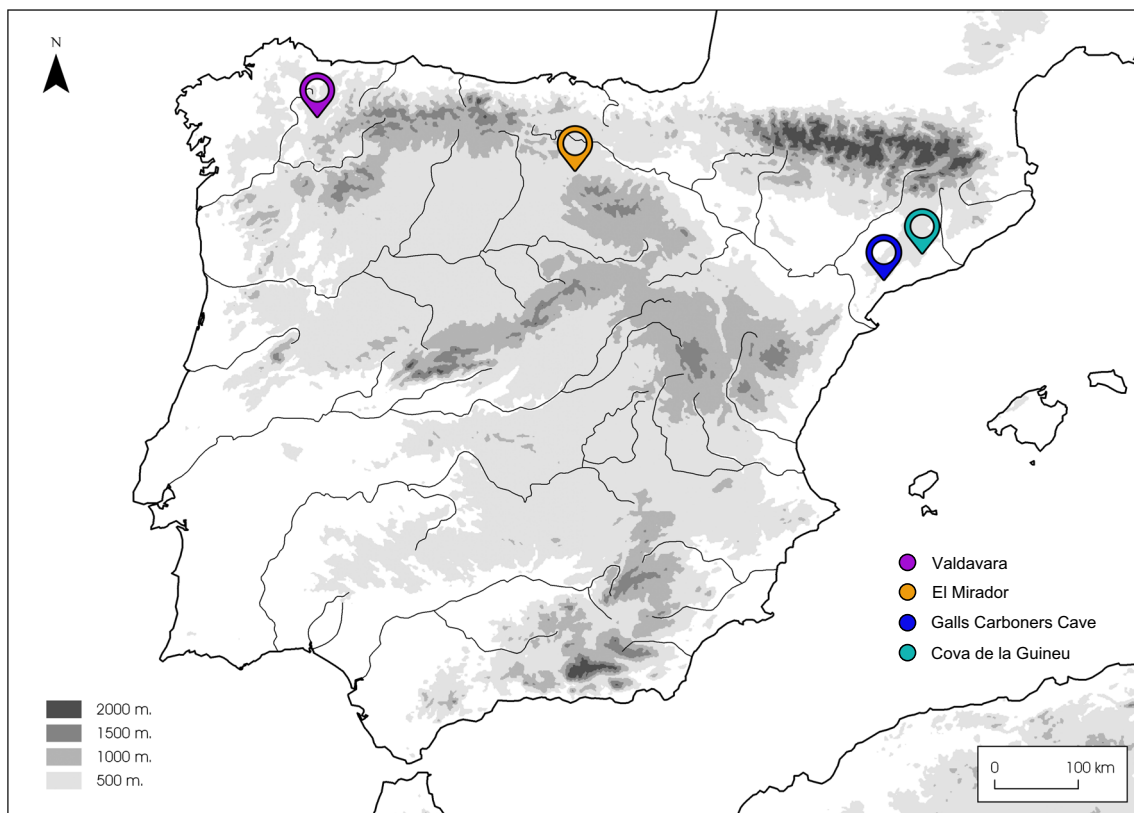 N
Valdavara
El Mirador
Galls Carboners Cave
Cova de la Guineu
2000 m.
1500 m.
1000 m.
500 m.
0 100 km